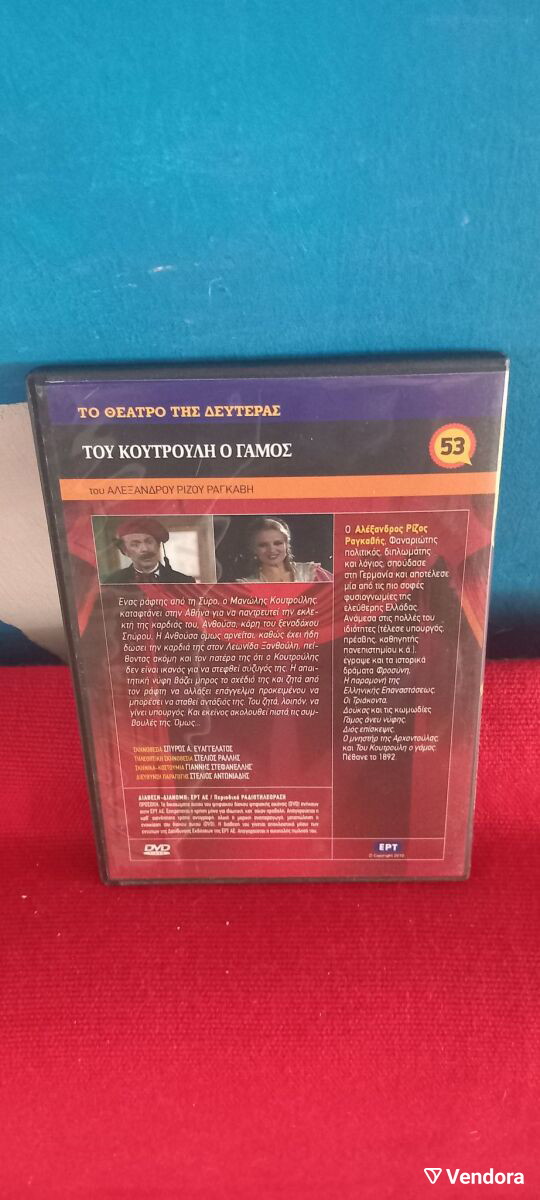 ΤΟ ΘΕΑΤΡΟ ΤΗΣ ΔΕΥΤΕΡΑΣ
ΤΟΥ ΚΟΥΤΡΟΥΛΗ Ο ΓΑΜΟΣ
53
του ΑΛΕΞΑΝΔΡΟΥ ΡΙΖΟΥ ΡΑΓΚΑΒΗ
Ένας ράφτης από τη Σύρο, ο Μανώλης Κουτρούλης,
καταφτάνει στην Αθήνα για να παντρευτεί την εκλε-
κτή της καρδιάς του, Ανθούσα, κόρη του ξενοδόχου
Σπύρου. Η Ανθούσα όμως αρνείται, καθώς έχει ήδη
δώσει την καρδιά της στον Λεωνίδα Ξανθούλη, πεί-
θοντας ακόμη και τον πατέρα της ότι ο Κουτρούλης
δεν είναι ικανός για να στεφθεί συζυγός της. Η απαι-
τητική νύφη βάζει μπρος το σχέδιό της και ζητά από
τον ράφτη να αλλάξει επάγγελμα προκειμένου να
μπορέσει να σταθεί αντάξιός της. Του ζητά, λοιπόν, να
γίνει υπουργός. Και εκείνος ακολουθεί πιστά τις συμ-
βουλές της. Όμως...
ΣΚΗΝΟΘΕΣΙΑ ΣΠΥΡΟΣ Α. ΕΥΑΓΓΕΛΑΤΟΣ
ΤΗΛΕΟΠΤΙΚΗ ΣΚΗΝΟΘΕΣΙΑ ΣΤΕΛΙΟΣ ΡΑΛΛΗΣ
ΣΚΗΝΙΚΑ-ΚΟΣΤΟΥΜΙΑ ΓΙΑΝΝΗΣ ΣΤΕΦΑΝΕΛΛΗΣ
ΔΙΕΥΘΥΝΣΗ ΠΑΡΑΓΩΓΗΣ ΣΤΕΛΙΟΣ ΑΝΤΩΝΙΑΔΗΣ
ΔΙΑΘΕΣΗ-ΔΙΑΝΟΜΗ: ΕΡΤ ΑΕ / Περιοδικό ΡΑΔΙΟΤΗΛΕΟΡΑΣΗ
DVD
VIDEO
Ο Αλέξανδρος Ρίζος
Ραγκαβής, Φαναριώτης
πολιτικός, διπλωμάτης
και λόγιος, σπούδασε
στη Γερμανία και αποτέλεσε
μία από τις πιο σοφές
φυσιογνωμίες της
ελεύθερης Ελλάδας.
Ανάμεσα στις πολλές του
ιδιότητες (τέλεσε υπουργός,
πρέσβης, καθηγητής
πανεπιστημίου κ.ά.),
έγραψε και τα ιστορικά
δράματα Φροσύνη,
Η παραμονή της
Ελληνικής Επαναστάσεως,
Οι Τριάκοντα,
Δούκας και τις κωμωδίες
Γάμος άνευ νύφης,
Διός επίσκεψις,
Ο μνηστήρ της Αρχοντούλας,
και Του Κουτρούλη ο γάμος.
Πέθανε το 1892.
ΕΡΤ
© Copyright 2010
Vendora